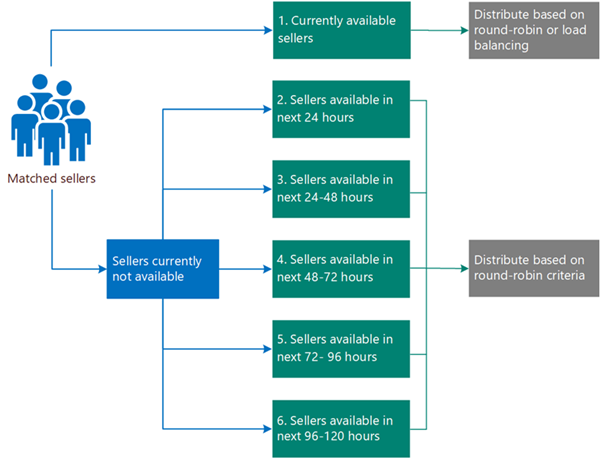 1. Currently available
sellers
Distribute based on
round-robin or load
balancing
Matched sellers
2. Sellers available in
next 24 hours
3. Sellers available in
next 24-48 hours
Sellers currently
not available
4. Sellers available in
next 48-72 hours
Distribute based on
round-robin criteria
5. Sellers available in
next 72- 96 hours
6. Sellers available in
next 96-120 hours